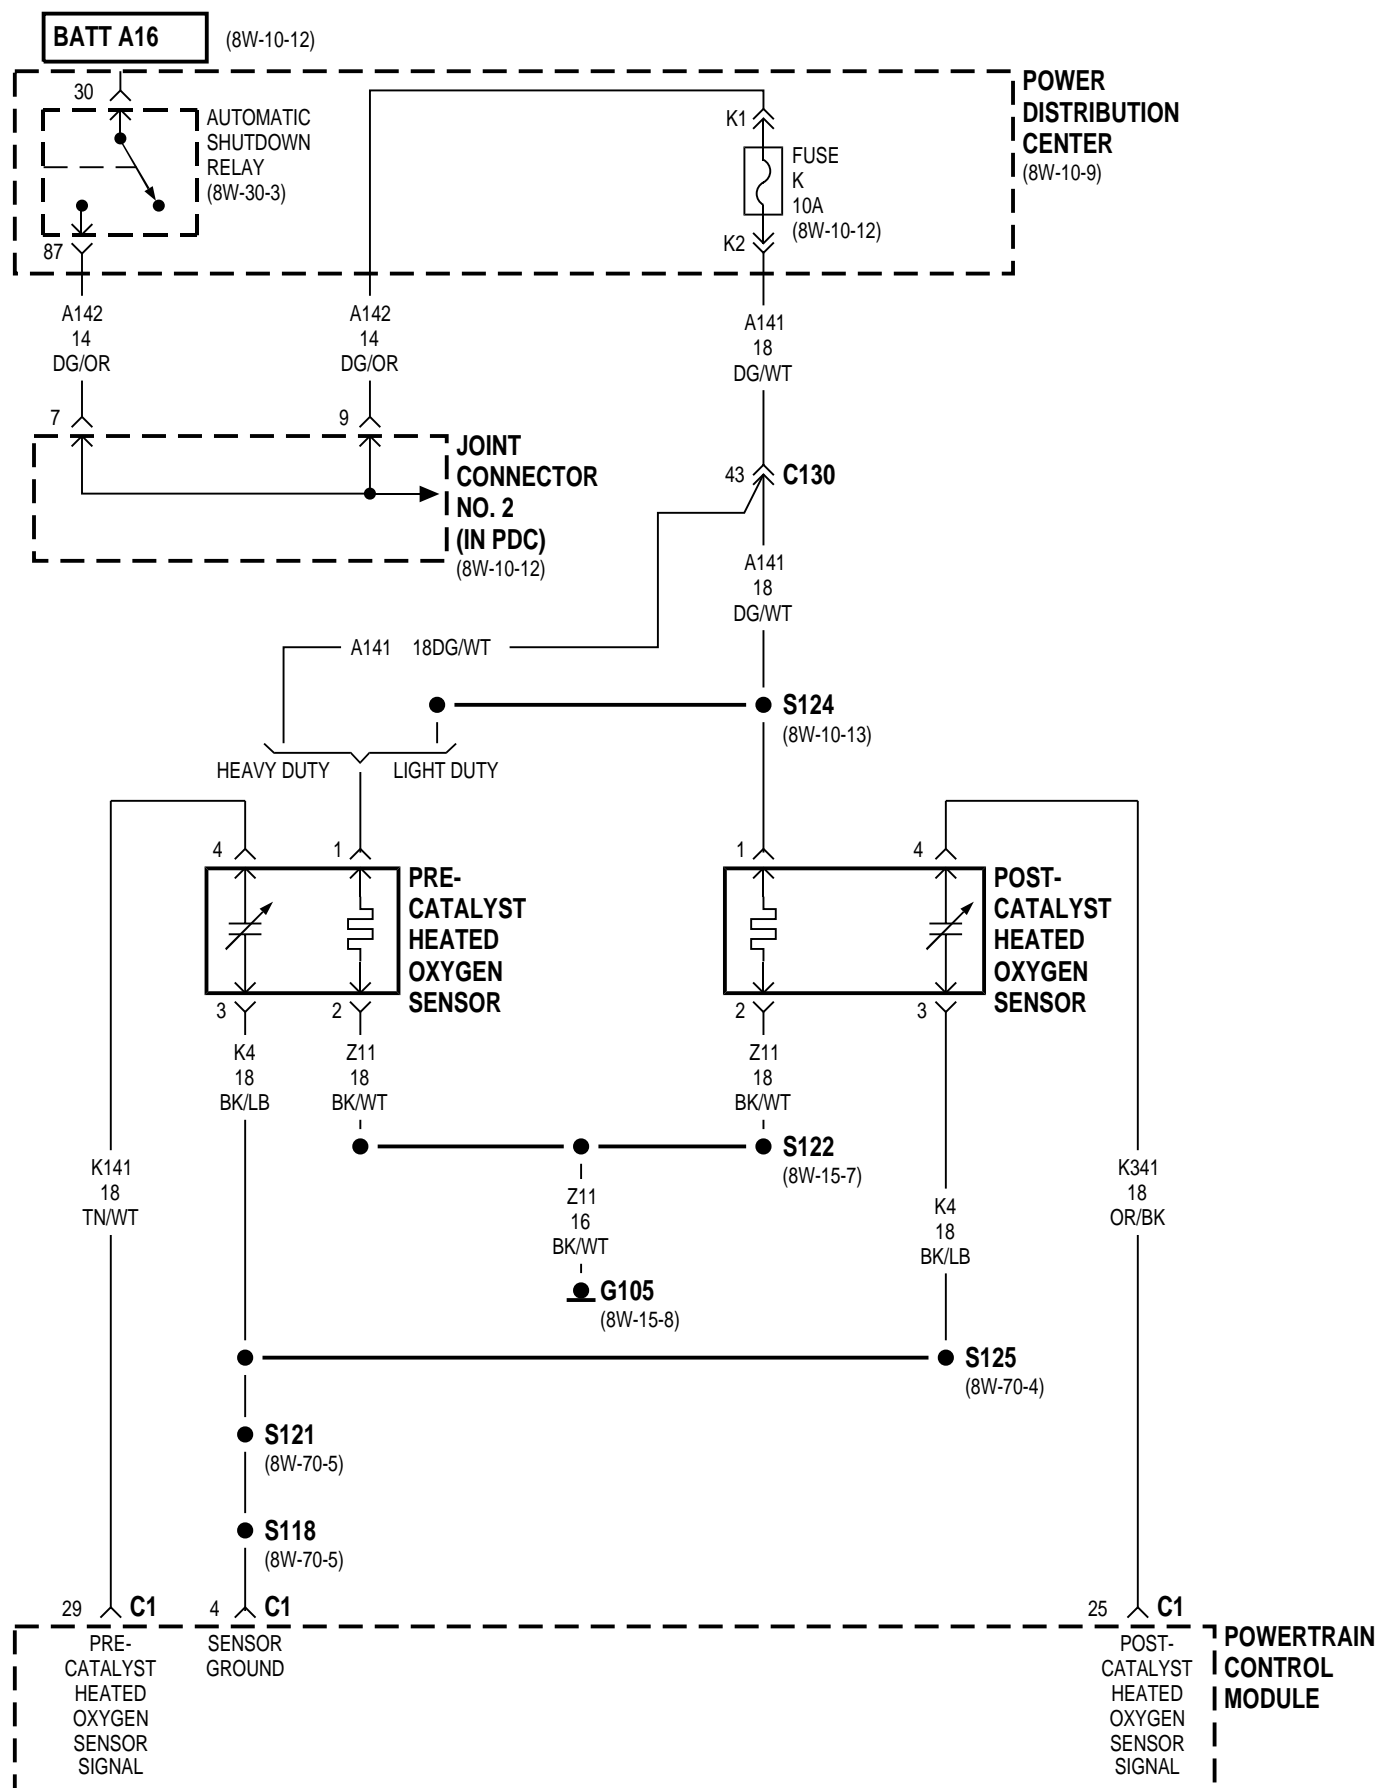 BATT A16
(8W-10-12)
POWER
DISTRIBUTION
CENTER
(8W-10-9)
30
AUTOMATIC
SHUTDOWN
RELAY
(8W-30-3)
87
K1
FUSE
K
10A
(8W-10-12)
K2
A142
14
DG/OR
A142
14
DG/OR
A141
18
DG/WT
7
9
JOINT
CONNECTOR
NO. 2
(IN PDC)
(8W-10-12)
43
C130
A141
18
DG/WT
A141 18DG/WT
S124
(8W-10-13)
HEAVY DUTY
LIGHT DUTY
4
1
PRE-
CATALYST
HEATED
OXYGEN
SENSOR
3
2
1
4
POST-
CATALYST
HEATED
OXYGEN
SENSOR
2
3
K4
18
BK/LB
Z11
18
BK/WT
Z11
18
BK/WT
S122
(8W-15-7)
K141
18
TN/WT
Z11
16
BK/WT
K4
18
BK/LB
K341
18
OR/BK
G105
(8W-15-8)
S125
(8W-70-4)
S121
(8W-70-5)
S118
(8W-70-5)
29
C1
4
C1
25
C1
PRE-
CATALYST
HEATED
OXYGEN
SENSOR
SIGNAL
SENSOR
GROUND
POST-
CATALYST
HEATED
OXYGEN
SENSOR
SIGNAL
POWERTRAIN
CONTROL
MODULE